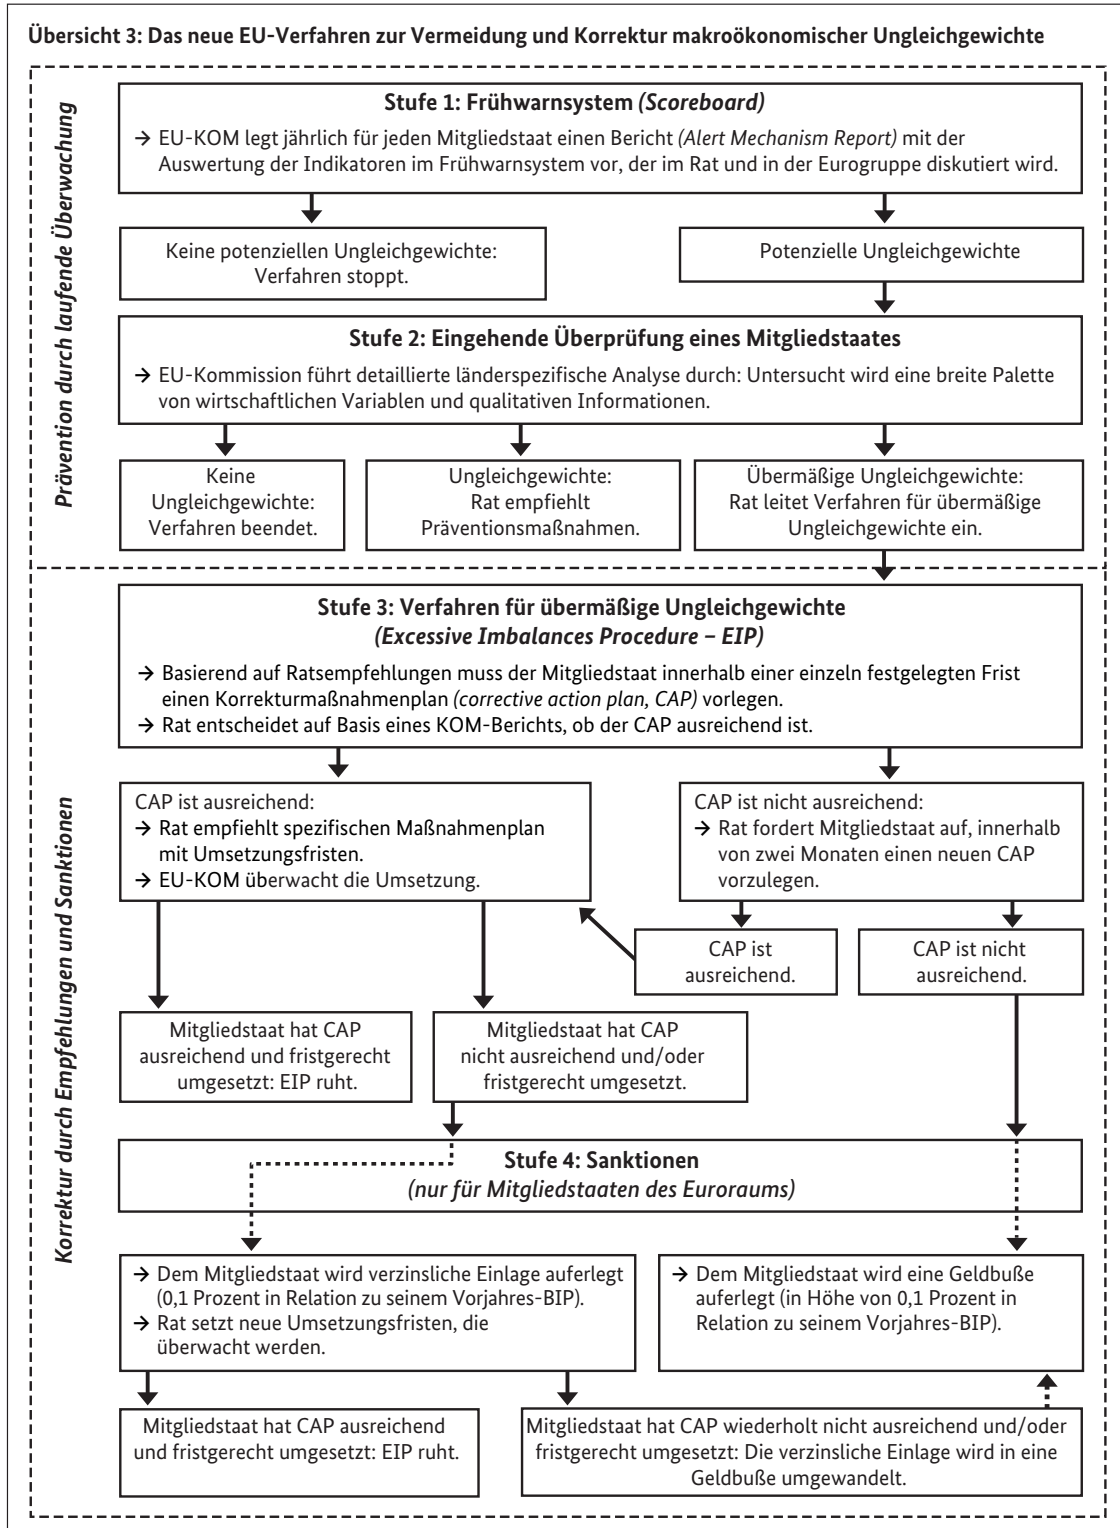 Übersicht 3: Das neue EU-Verfahren zur Vermeidung und Korrektur makroökonomischer Ungleichgewichte
Prävention durch laufende Überwachung
Stufe 1: Frühwarnsystem (Scoreboard)
→ EU-KOM legt jährlich für jeden Mitgliedstaat einen Bericht (Alert Mechanism Report) mit der
Auswertung der Indikatoren im Frühwarnsystem vor, der im Rat und in der Eurogruppe diskutiert wird.
Keine potenziellen Ungleichgewichte:
Verfahren stoppt.
Potenzielle Ungleichgewichte
Stufe 2: Eingehende Überprüfung eines Mitgliedstaates
→ EU-Kommission führt detaillierte länderspezifische Analyse durch: Untersucht wird eine breite Palette
von wirtschaftlichen Variablen und qualitativen Informationen.
Keine
Ungleichgewichte:
Verfahren beendet.
Ungleichgewichte:
Rat empfiehlt
Präventionsmaßnahmen.
Übermäßige Ungleichgewichte:
Rat leitet Verfahren für übermäßige
Ungleichgewichte ein.
Korrektur durch Empfehlungen und Sanktionen
Stufe 3: Verfahren für übermäßige Ungleichgewichte
(Excessive Imbalances Procedure – EIP)
→ Basierend auf Ratsempfehlungen muss der Mitgliedstaat innerhalb einer einzeln festgelegten Frist
einen Korrekturmaßnahmenplan (corrective action plan, CAP) vorlegen.
→ Rat entscheidet auf Basis eines KOM-Berichts, ob der CAP ausreichend ist.
CAP ist ausreichend:
→ Rat empfiehlt spezifischen Maßnahmenplan
mit Umsetzungsfristen.
→ EU-KOM überwacht die Umsetzung.
CAP ist nicht ausreichend:
→ Rat fordert Mitgliedstaat auf, innerhalb
von zwei Monaten einen neuen CAP
vorzulegen.
CAP ist
ausreichend.
CAP ist nicht
ausreichend.
Mitgliedstaat hat CAP
ausreichend und fristgerecht
umgesetzt: EIP ruht.
Mitgliedstaat hat CAP
nicht ausreichend und/oder
fristgerecht umgesetzt.
Stufe 4: Sanktionen
(nur für Mitgliedstaaten des Euroraums)
→ Dem Mitgliedstaat wird verzinsliche Einlage auferlegt
(0,1 Prozent in Relation zu seinem Vorjahres-BIP).
→ Rat setzt neue Umsetzungsfristen, die
überwacht werden.
→ Dem Mitgliedstaat wird eine Geldbuße
auferlegt (in Höhe von 0,1 Prozent in
Relation zu seinem Vorjahres-BIP).
Mitgliedstaat hat CAP ausreichend
und fristgerecht umgesetzt: EIP ruht.
Mitgliedstaat hat CAP wiederholt nicht ausreichend und/oder
fristgerecht umgesetzt: Die verzinsliche Einlage wird in eine
Geldbuße umgewandelt.